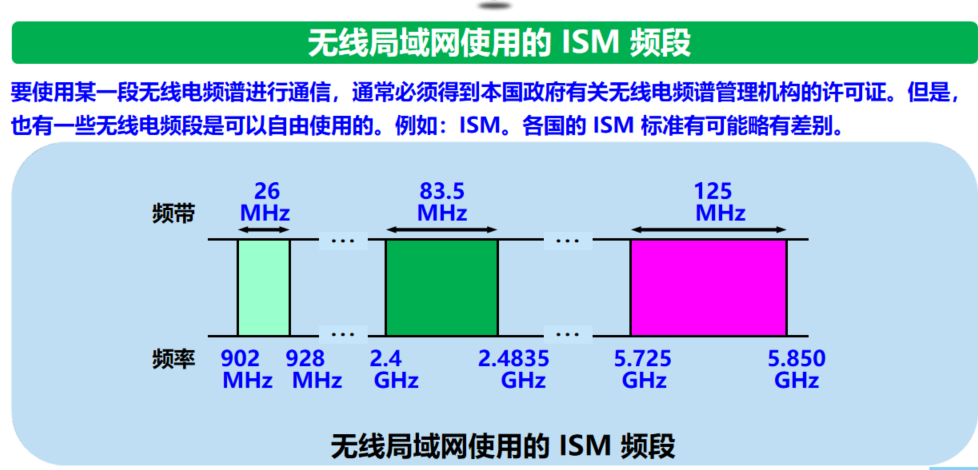 无线局域网使用的 ISM 频段
要使用某一段无线电频谱进行通信，通常必须得到本国政府有关无线电频谱管理机构的许可证。但是，
也有一些无线电频段是可以自由使用的。例如：ISM。各国的 ISM 标准有可能略有差别。
频带
26
MHz
83.5
MHz
125
MHz
... ...
... ...
频率
902
MHz
928
MHz
2.4
GHz
2.4835
GHz
5.725
GHz
5.850
GHz
无线局域网使用的 ISM 频段